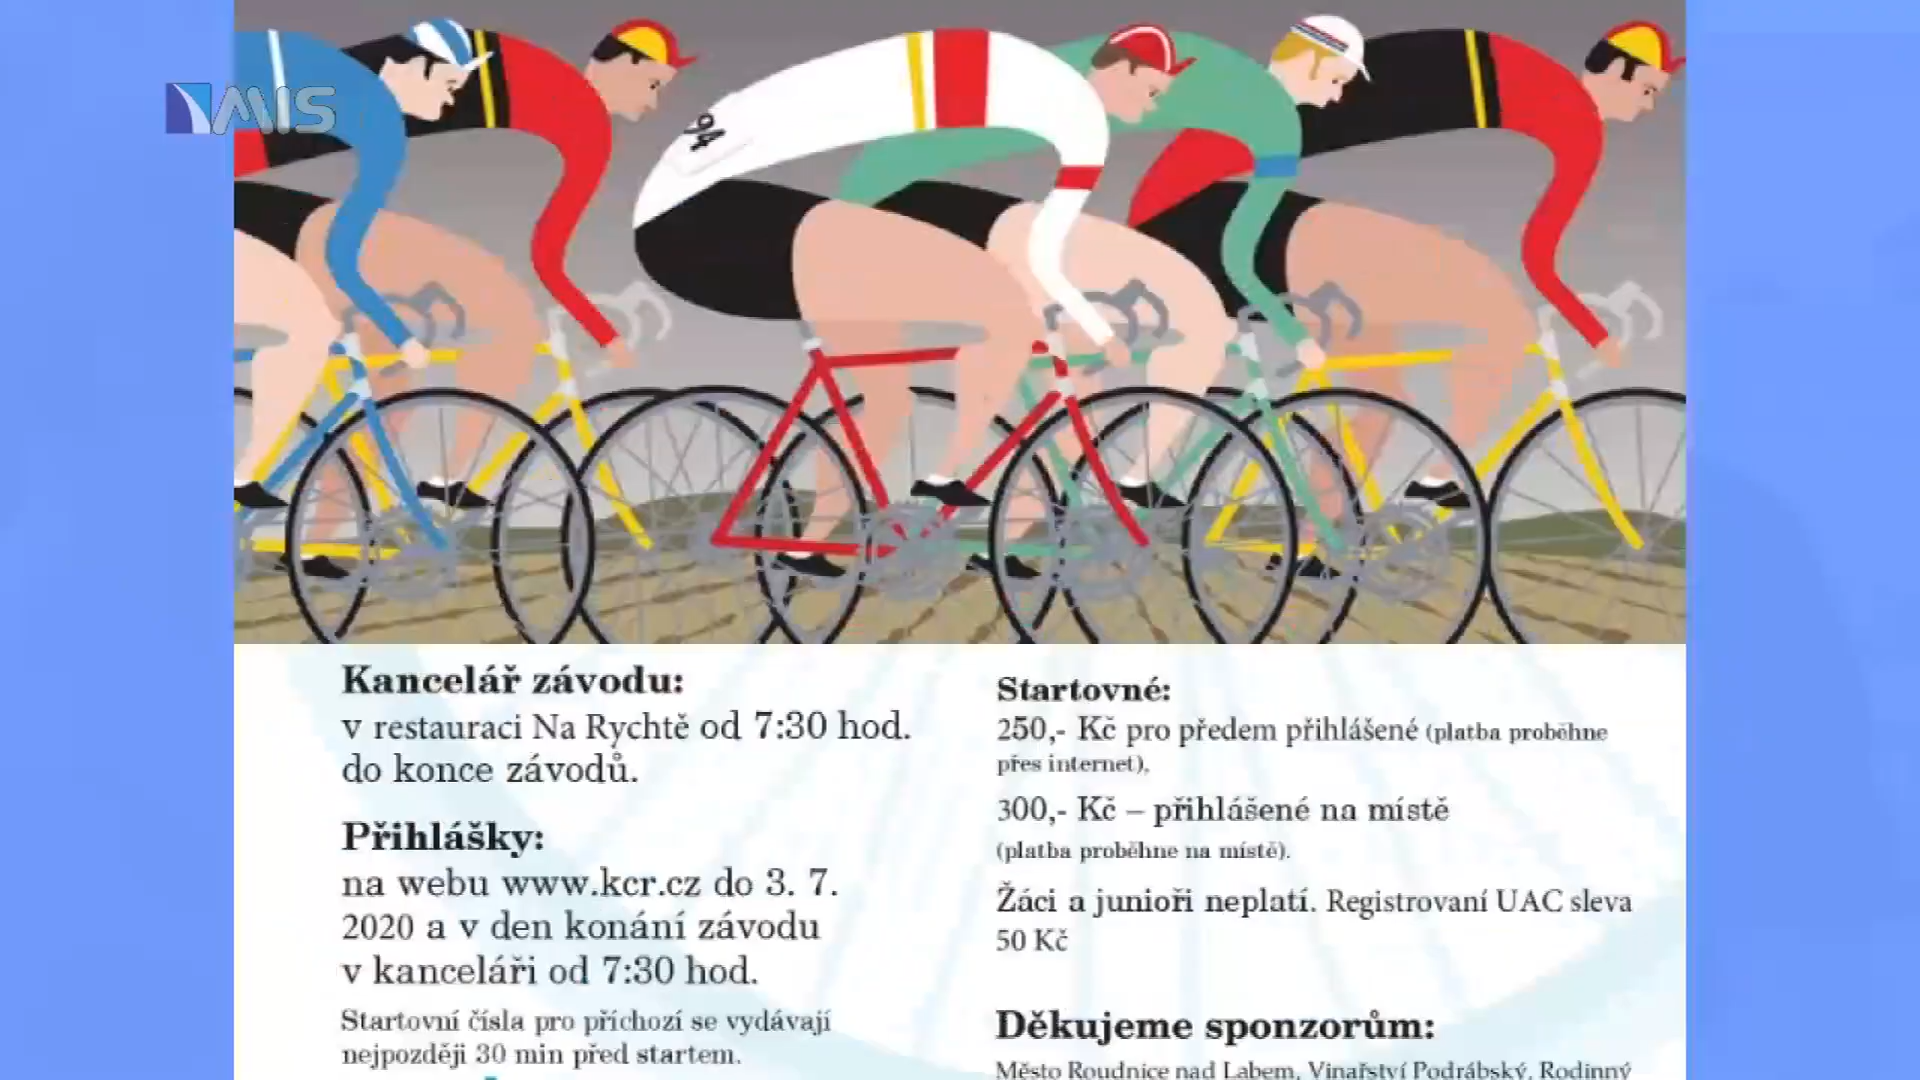 MIS
94
Kancelář závodu:
v restauraci Na Rychtě od 7:30 hod.
do konce závodů.
Přihlášky:
na webu www.kcr.cz do 3. 7.
2020 a v den konání závodu
v kanceláři od 7:30 hod.
Startovní čísla pro příchozí se vydávají
nejpozději 30 min před startem.
Startovné:
250,- Kč pro předem přihlášené (platba proběhne
přes internet),
300,- Kč – přihlášené na místě
(platba proběhne na místě).
Žáci a junioři neplatí. Registrovaní UAC sleva
50 Kč
Děkujeme sponzorům:
Město Roudnice nad Labem, Vinařství Podrábský, Rodinný